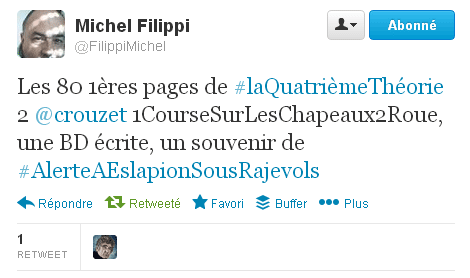 Michel Filippi
@FilippiMichel
Abonné
Les 80 1ères pages de #laQuatrièmeThéorie
2 @crouzet 1CourseSurLesChapeaux2Roue,
une BD écrite, un souvenir de
#AlerteAEslapionSousRajevols
Répondre Retweeté Favori Buffer Plus
1
RETWEET